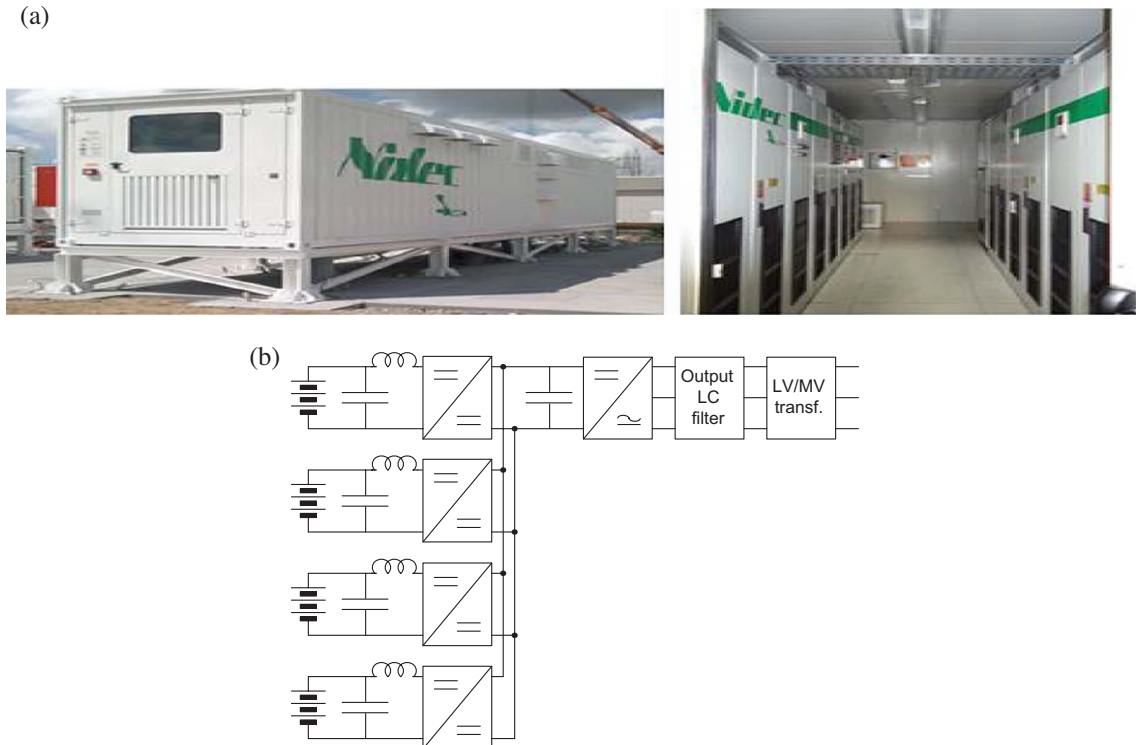 (a)
Nidec
Nidec
(b)
Output
LC
filter
LV/MV
transf.